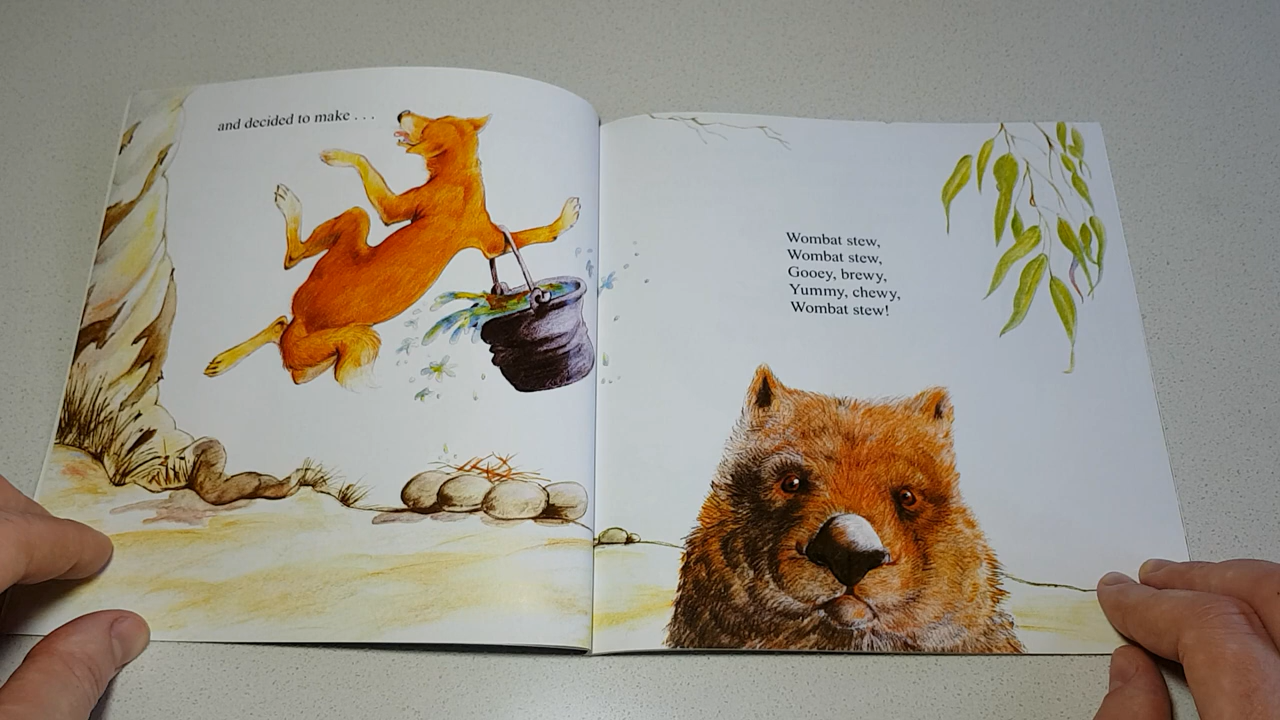 and decided to make . . .
Wombat stew,
Wombat stew,
Gooey, brewy,
Yummy, chewy,
Wombat stew!